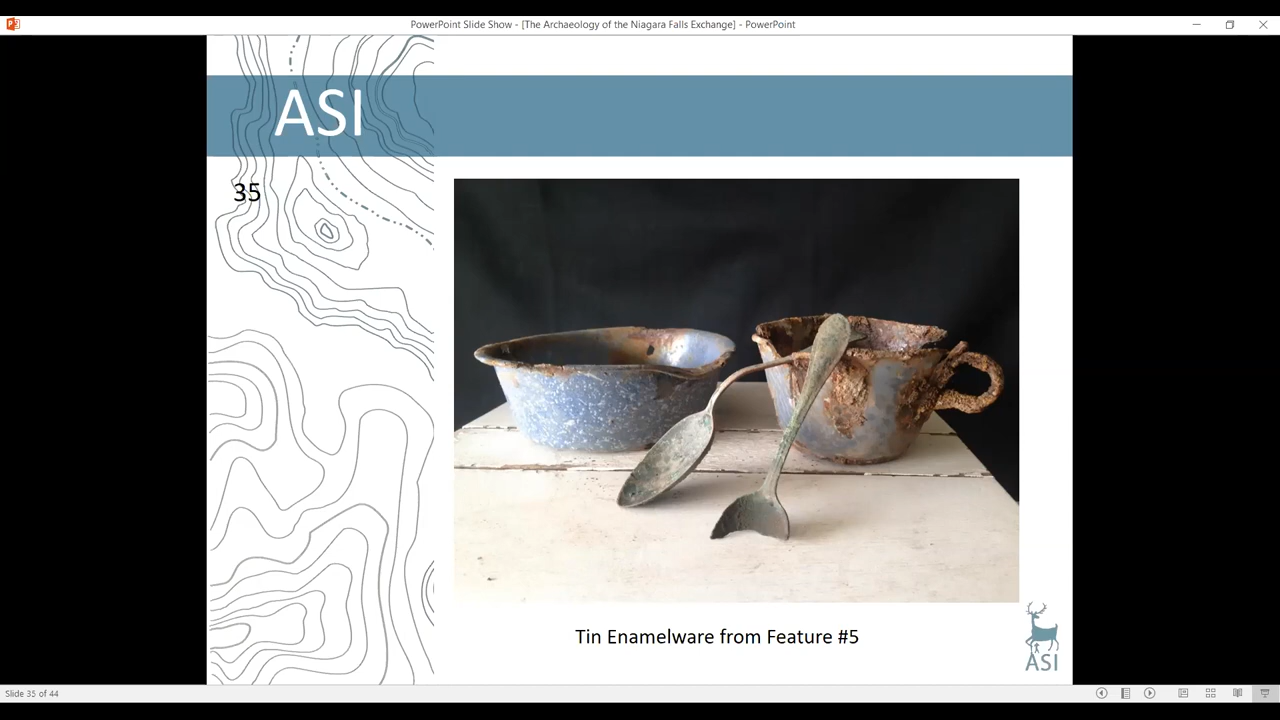 PowerPoint Slide Show - [The Archaeology of the Niagara Falls Exchange] - PowerPoint
ASI
35
Tin Enamelware from Feature #5
ASI
Slide 35 of 44